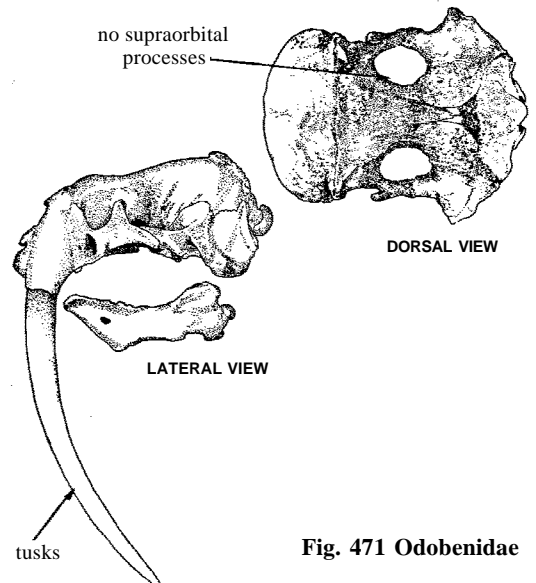 no supraorbital
processes
DORSAL VIEW
LATERAL VIEW
tusks
Fig. 471 Odobenidae